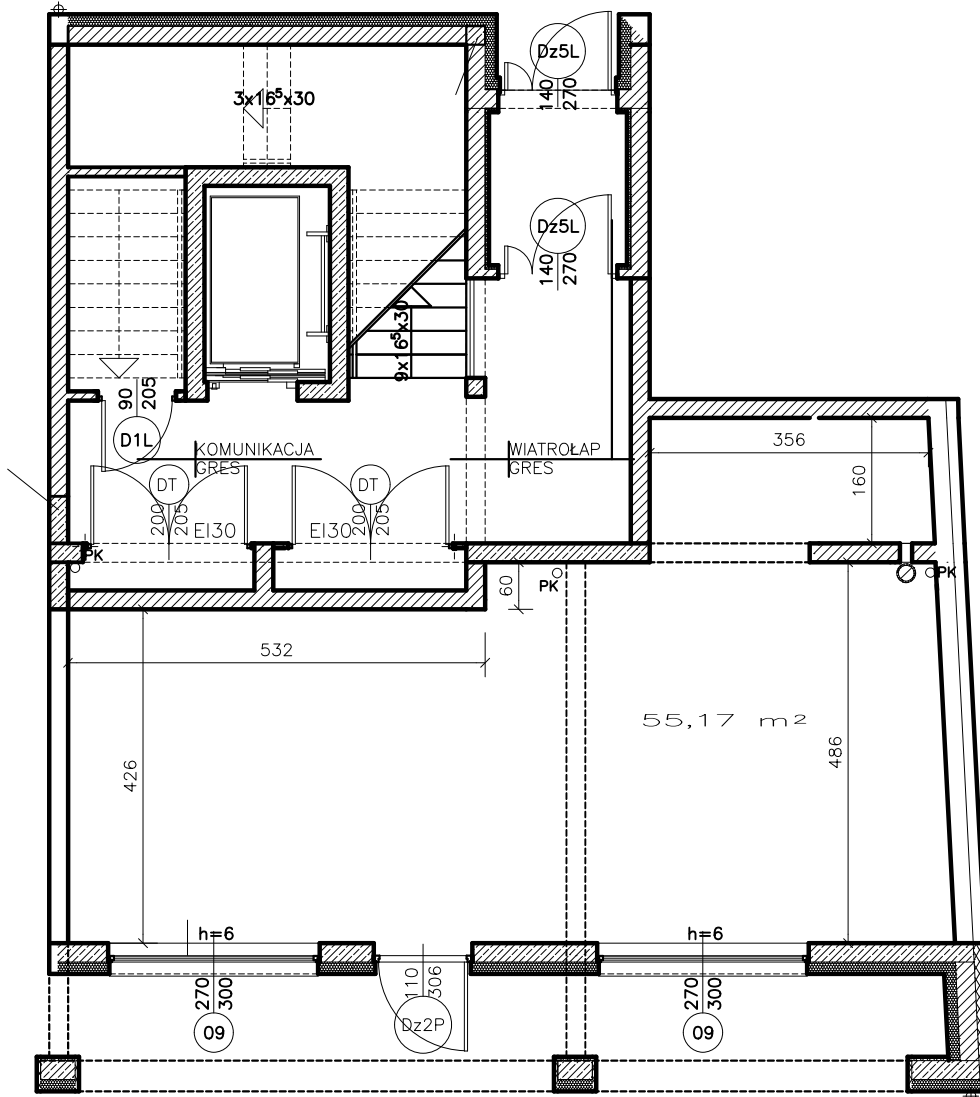 Dz5L
140
270
3x16⁵x30
Dz5L
140
270
9x16⁵x30
90
205
D1L
KOMUNIKACJA
GRES
WIATROŁAP
GRES
356
160
DT
200
205
EI30
DT
200
205
EI30
PK
PK
PK
60
532
55,17 m²
426
486
h=6
h=6
270
300
O9
110
306
Dz2P
270
300
O9